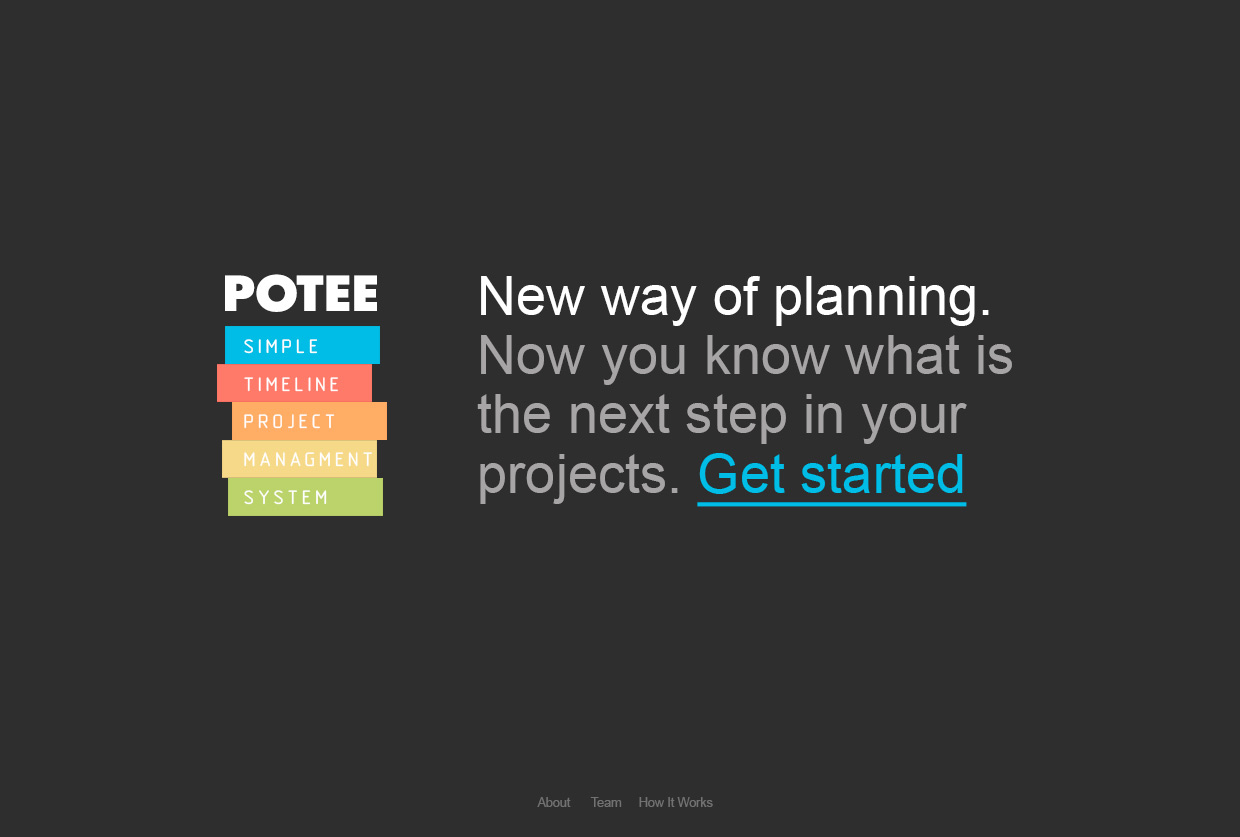 POTEE
SIMPLE
TIMELINE
PROJECT
MANAGMENT
SYSTEM
New way of planning.
Now you know what is
the next step in your
projects. Get started
About Team How It Works